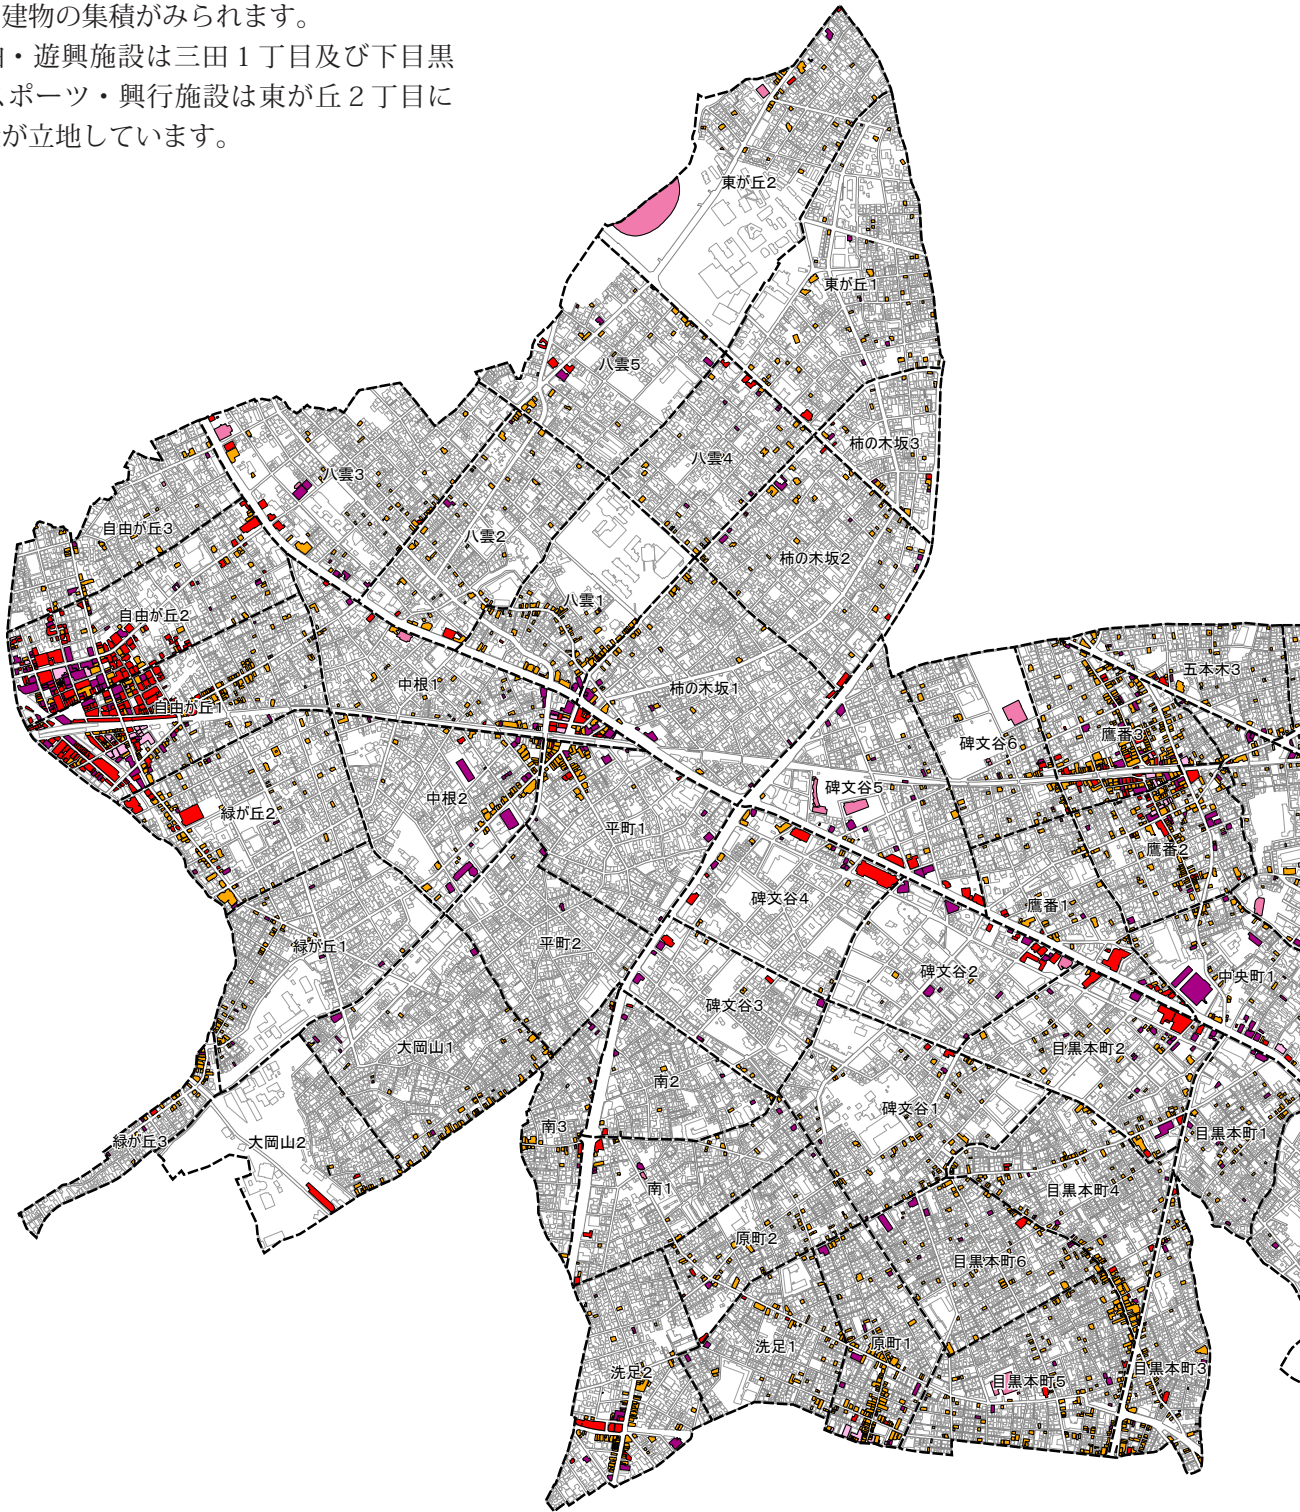 建物の集積がみられます。
・遊興施設は三田１丁目及び下目黒
スポーツ・興行施設は東が丘２丁目に
が立地しています。
東が丘2
東が丘1
八雲5
柿の木坂3
八雲4
八雲3
自由が丘3
八雲2
柿の木坂2
八雲1
自由が丘2
五本木3
中根1
柿の木坂1
自由が丘1
鷹番3
碑文谷6
碑文谷5
中根2
緑が丘2
平町1
鷹番2
碑文谷4
鷹番1
緑が丘1
平町2
碑文谷2
中央町1
碑文谷3
大岡山1
目黒本町2
南2
碑文谷1
南3
目黒本町1
緑が丘3
大岡山2
南1
目黒本町4
原町2
目黒本町6
洗足1
原町1
洗足2
目黒本町5
目黒本町3